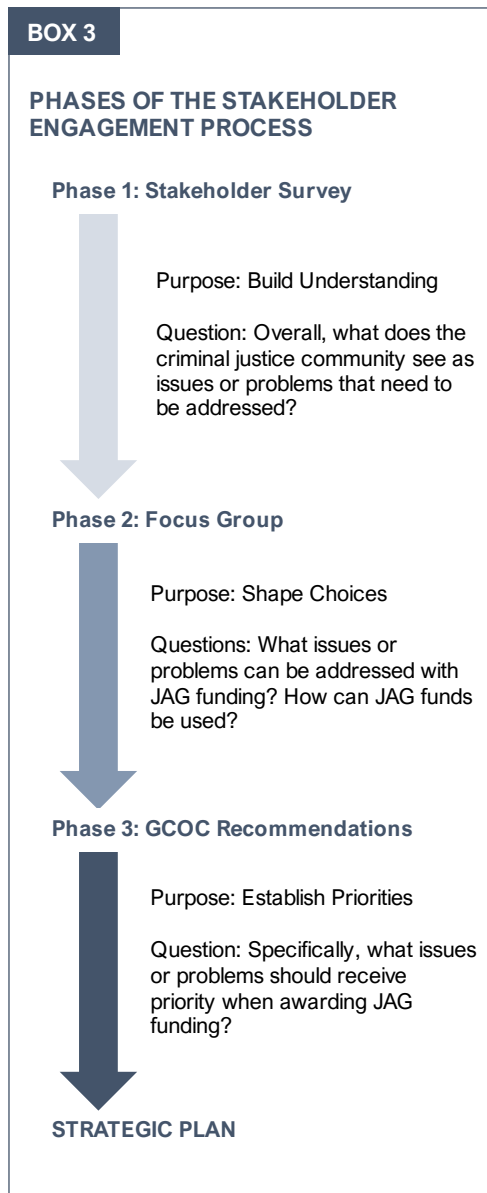 BOX 3
PHASES OF THE STAKEHOLDER
ENGAGEMENT PROCESS
Phase 1: Stakeholder Survey
Purpose: Build Understanding
Question: Overall, what does the
criminal justice community see as
issues or problems that need to
be addressed?
Phase 2: Focus Group
Purpose: Shape Choices
Questions: What issues or
problems can be addressed with
JAG funding? How can JAG funds
be used?
Phase 3: GCOC Recommendations
Purpose: Establish Priorities
Question: Specifically, what issues
or problems should receive
priority when awarding JAG
funding?
STRATEGIC PLAN